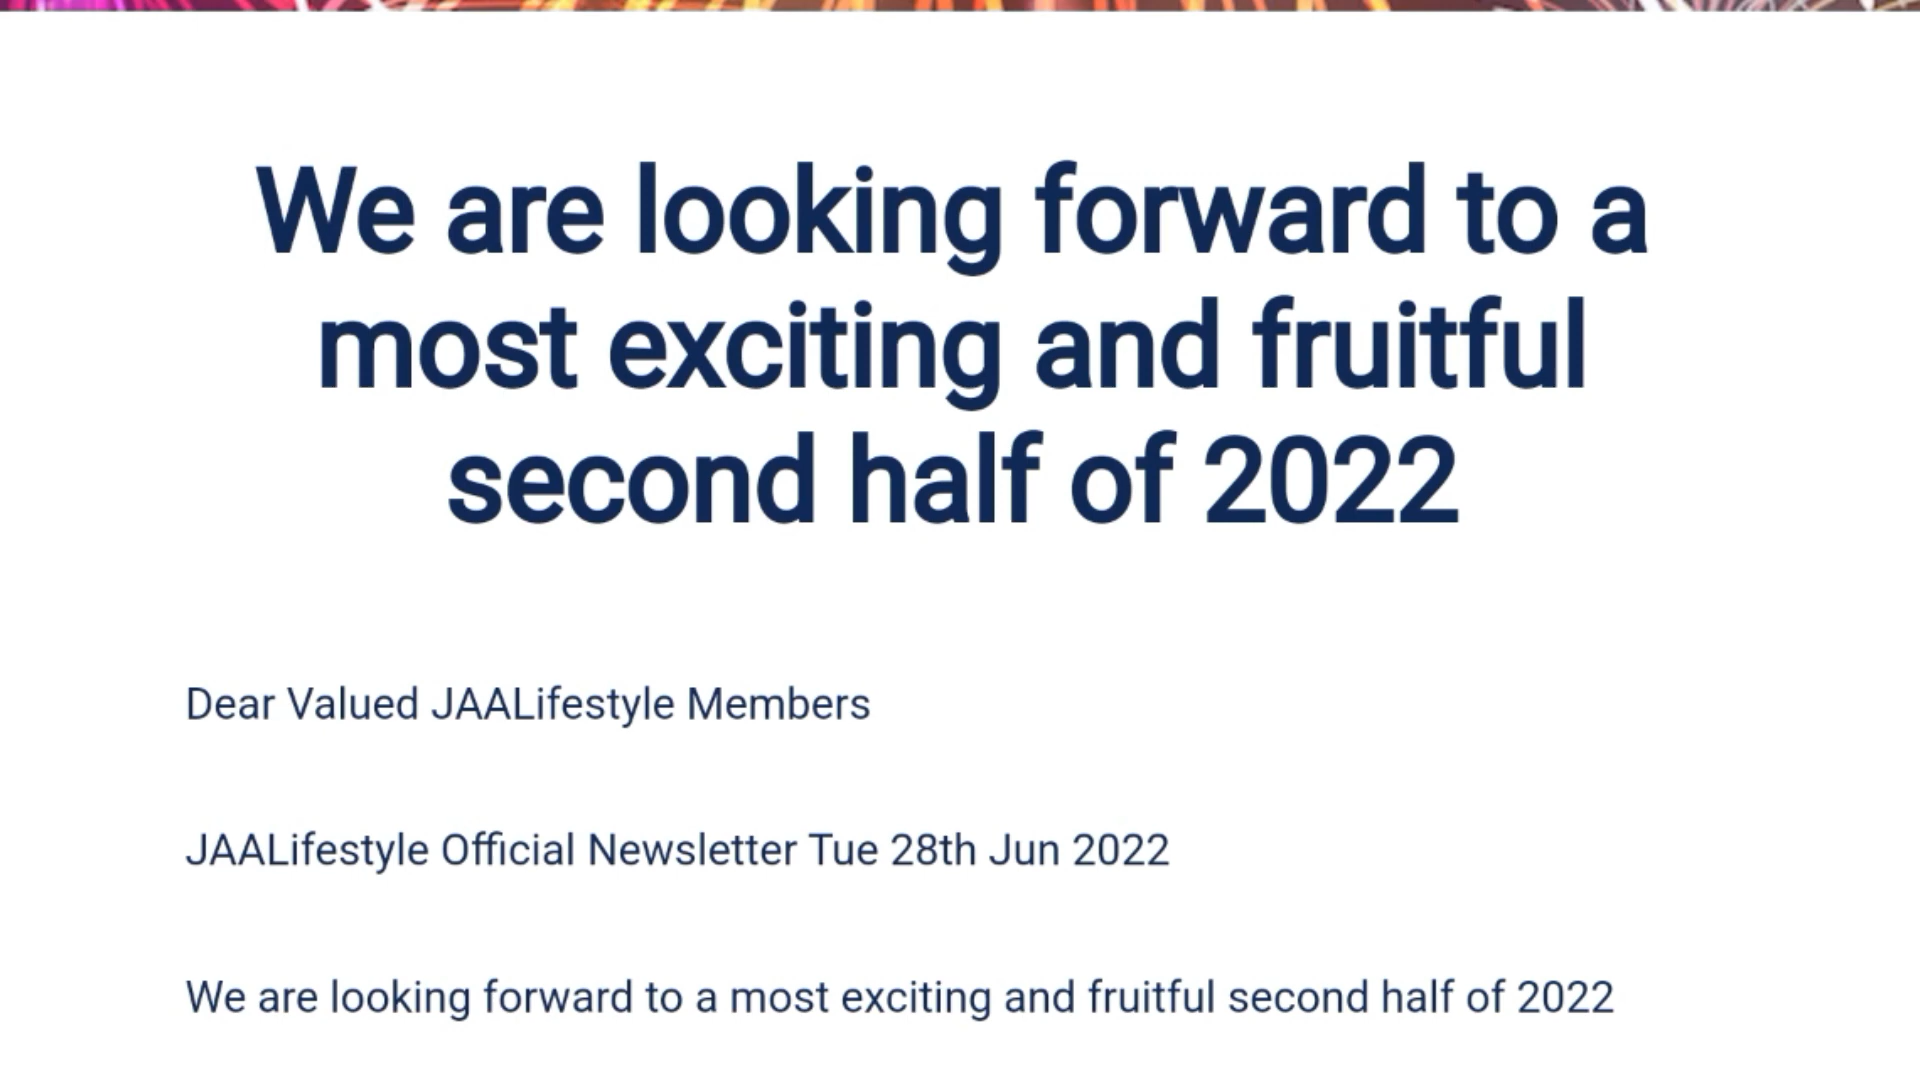 We are looking forward to a
most exciting and fruitful
second half of 2022
Dear Valued JAALifestyle Members
JAALifestyle Official Newsletter Tue 28th Jun 2022
We are looking forward to a most exciting and fruitful second half of 2022